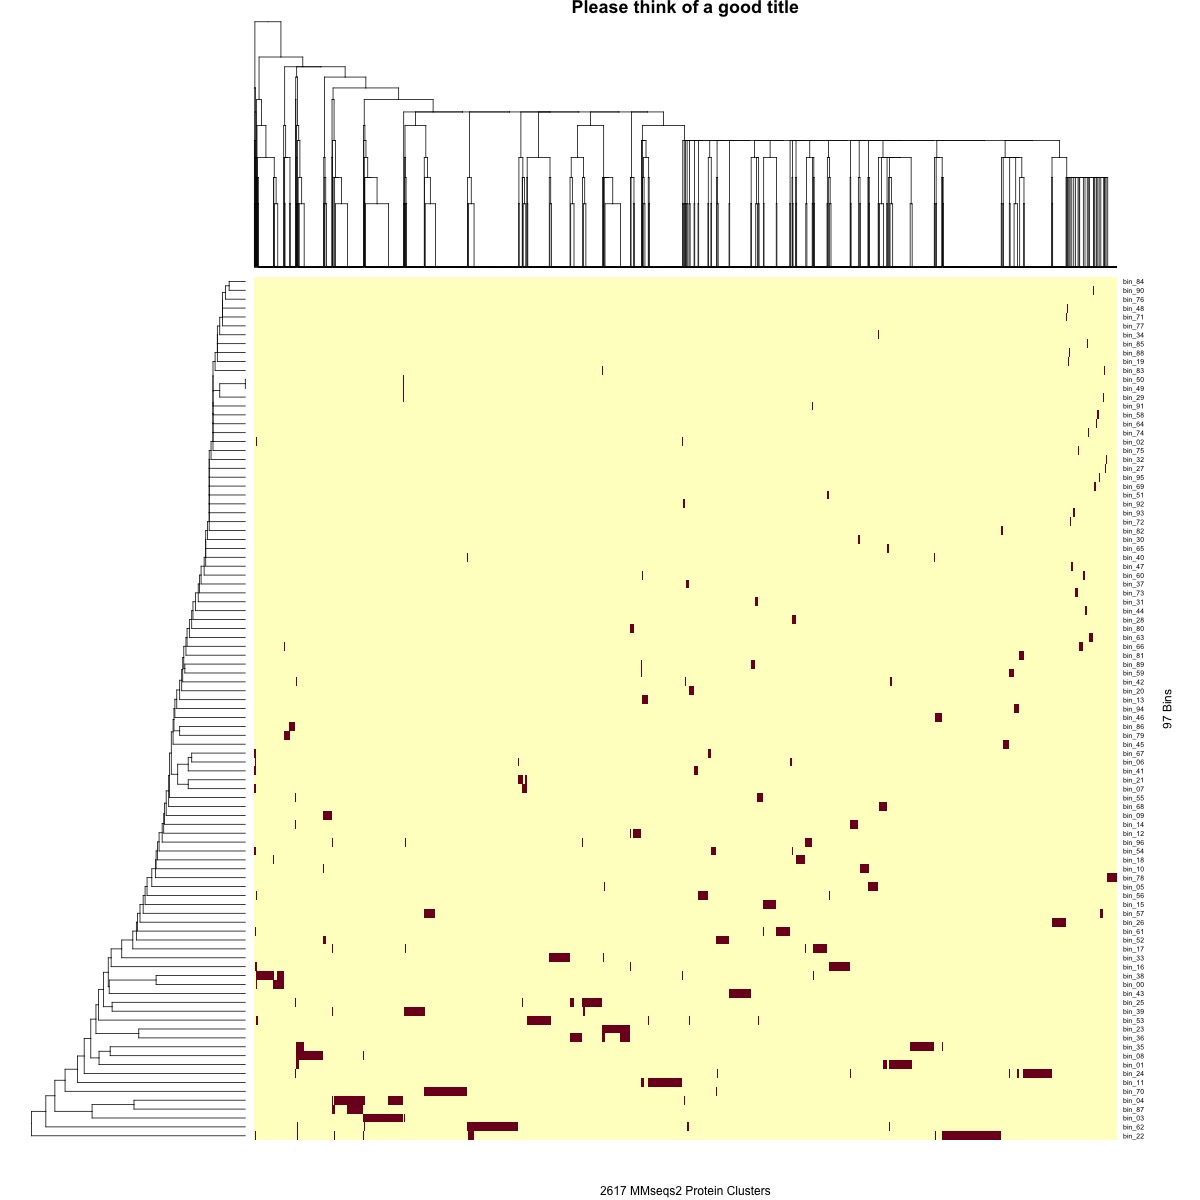 Please think of a good title
bin_84
bin_90
bin_76
bin_48
bin_71
bin_77
bin_34
bin_85
bin_88
bin_19
bin_83
bin_50
bin_49
bin_29
bin_91
bin_58
bin_64
bin_74
bin_02
bin_75
bin_32
bin_27
bin_95
bin_69
bin_51
bin_92
bin_93
bin_72
bin_82
bin_30
bin_65
bin_40
bin_47
bin_60
bin_37
bin_73
bin_31
bin_44
bin_28
bin_80
bin_63
bin_66
bin_81
bin_89
bin_59
bin_42
bin_20
bin_13
bin_94
bin_46
bin_86
bin_79
bin_45
bin_67
bin_06
bin_41
bin_21
bin_07
bin_55
bin_68
bin_09
bin_14
bin_12
bin_96
bin_54
bin_18
bin_10
bin_78
bin_05
bin_56
bin_15
bin_57
bin_26
bin_61
bin_52
bin_17
bin_33
bin_16
bin_38
bin_00
bin_43
bin_25
bin_39
bin_53
bin_23
bin_36
bin_35
bin_08
bin_01
bin_24
bin_11
bin_70
bin_04
bin_87
bin_03
bin_62
bin_22
97 Bins
2617 MMseqs2 Protein Clusters